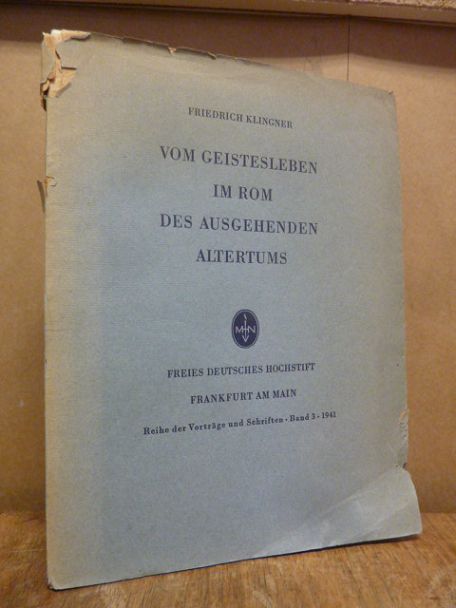 FRIEDRICH KLINGNER
VOM GEISTESLEBEN
IM ROM
DES AUSGEHENDEN
ALTERTUMS
M N
FREIES DEUTSCHES HOCHSTIFT
FRANKFURT AM MAIN
Reihe der Vorträge und Schriften · Band 3 · 1941